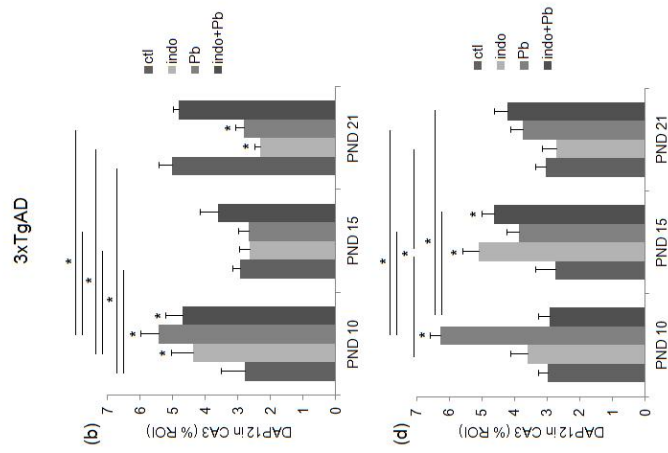 3xTgAD
(b)
DAP12 in CA3 (% ROI)
7
6
5
4
3
2
1
0
*
*
*
*
*
*
*
*
PND 10
PND 15
PND 21
ctl
indo
Pb
indo+Pb
(d)
DAP12 in CA3 (% ROI)
7
6
5
4
3
2
1
0
*
*
*
*
*
*
PND 10
PND 15
PND 21
ctl
indo
Pb
indo+Pb